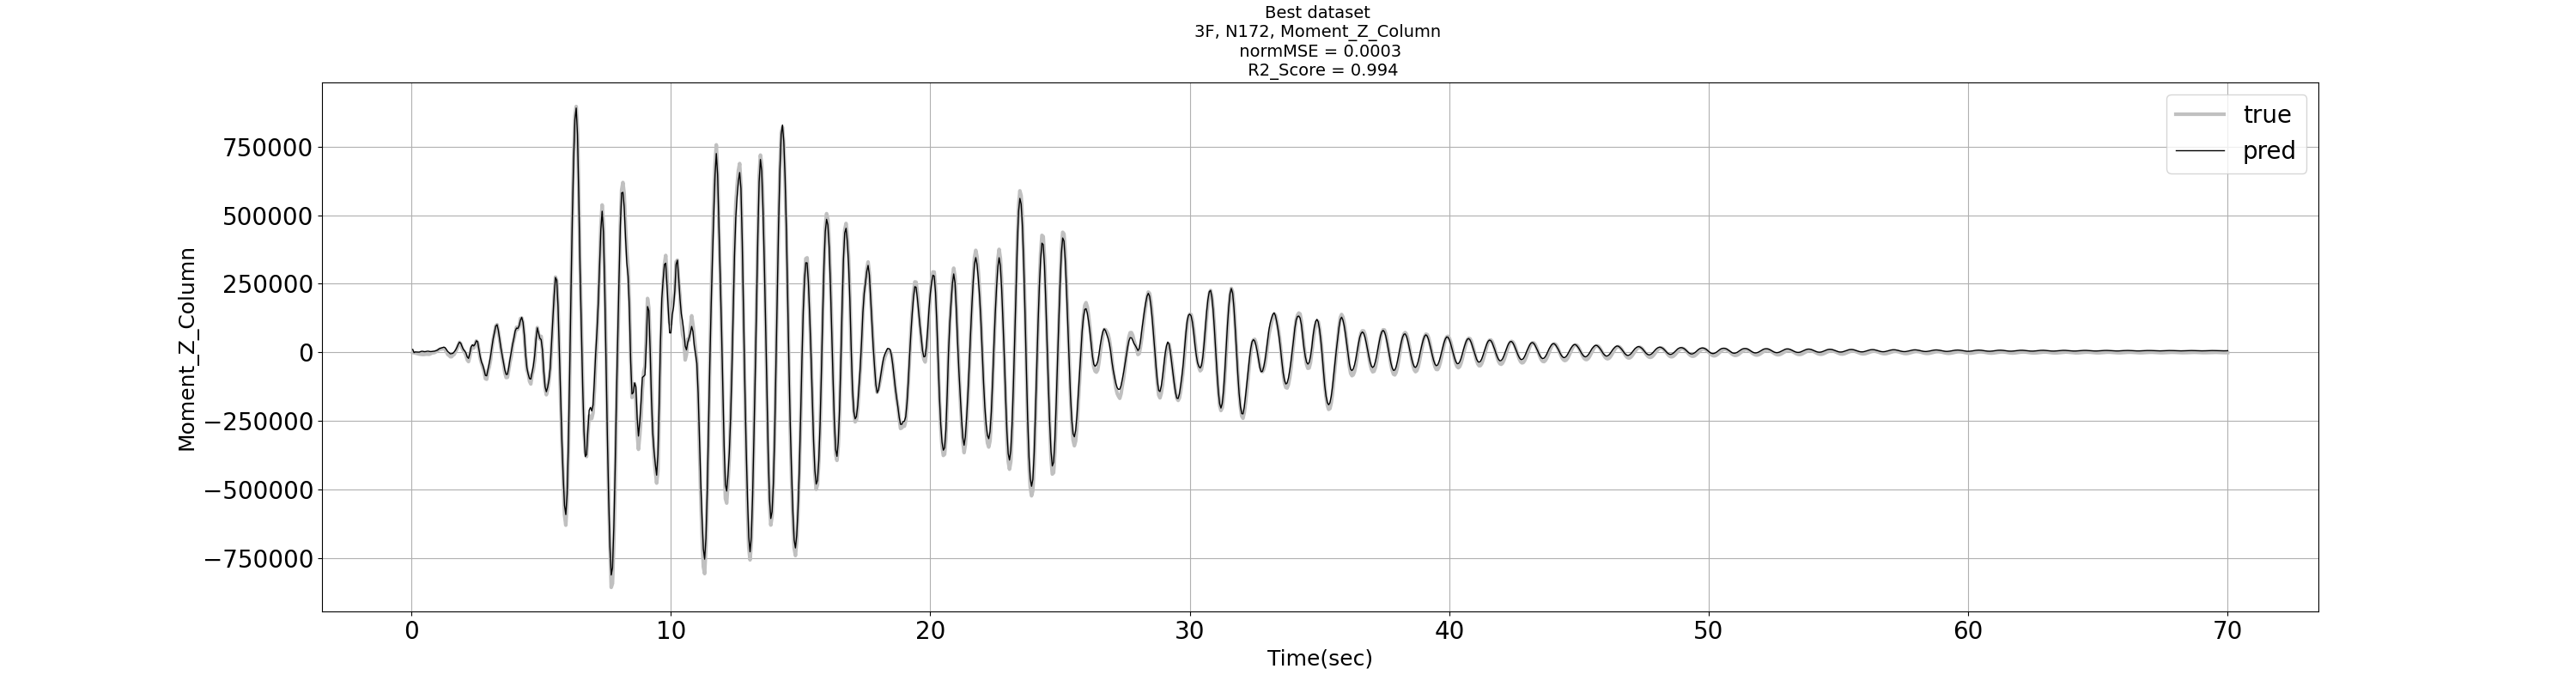 Best dataset
3F, N172, Moment_Z_Column
normMSE = 0.0003
R2_Score = 0.994
true
pred
Moment_Z_Column
750000
500000
250000
0
−250000
−500000
−750000
0 10 20 30 40 50 60 70
Time(sec)